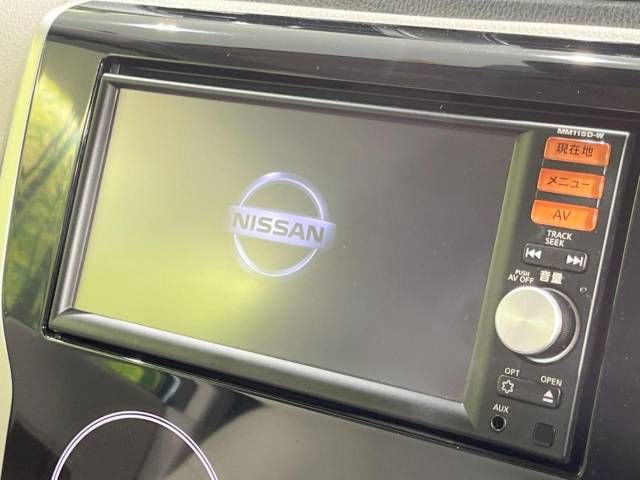 NISSAN
MM115D-W
現在地
メニュー
AV
TRACK
SEEK
PUSH
AV OFF
音量
OPT
OPEN
AUX